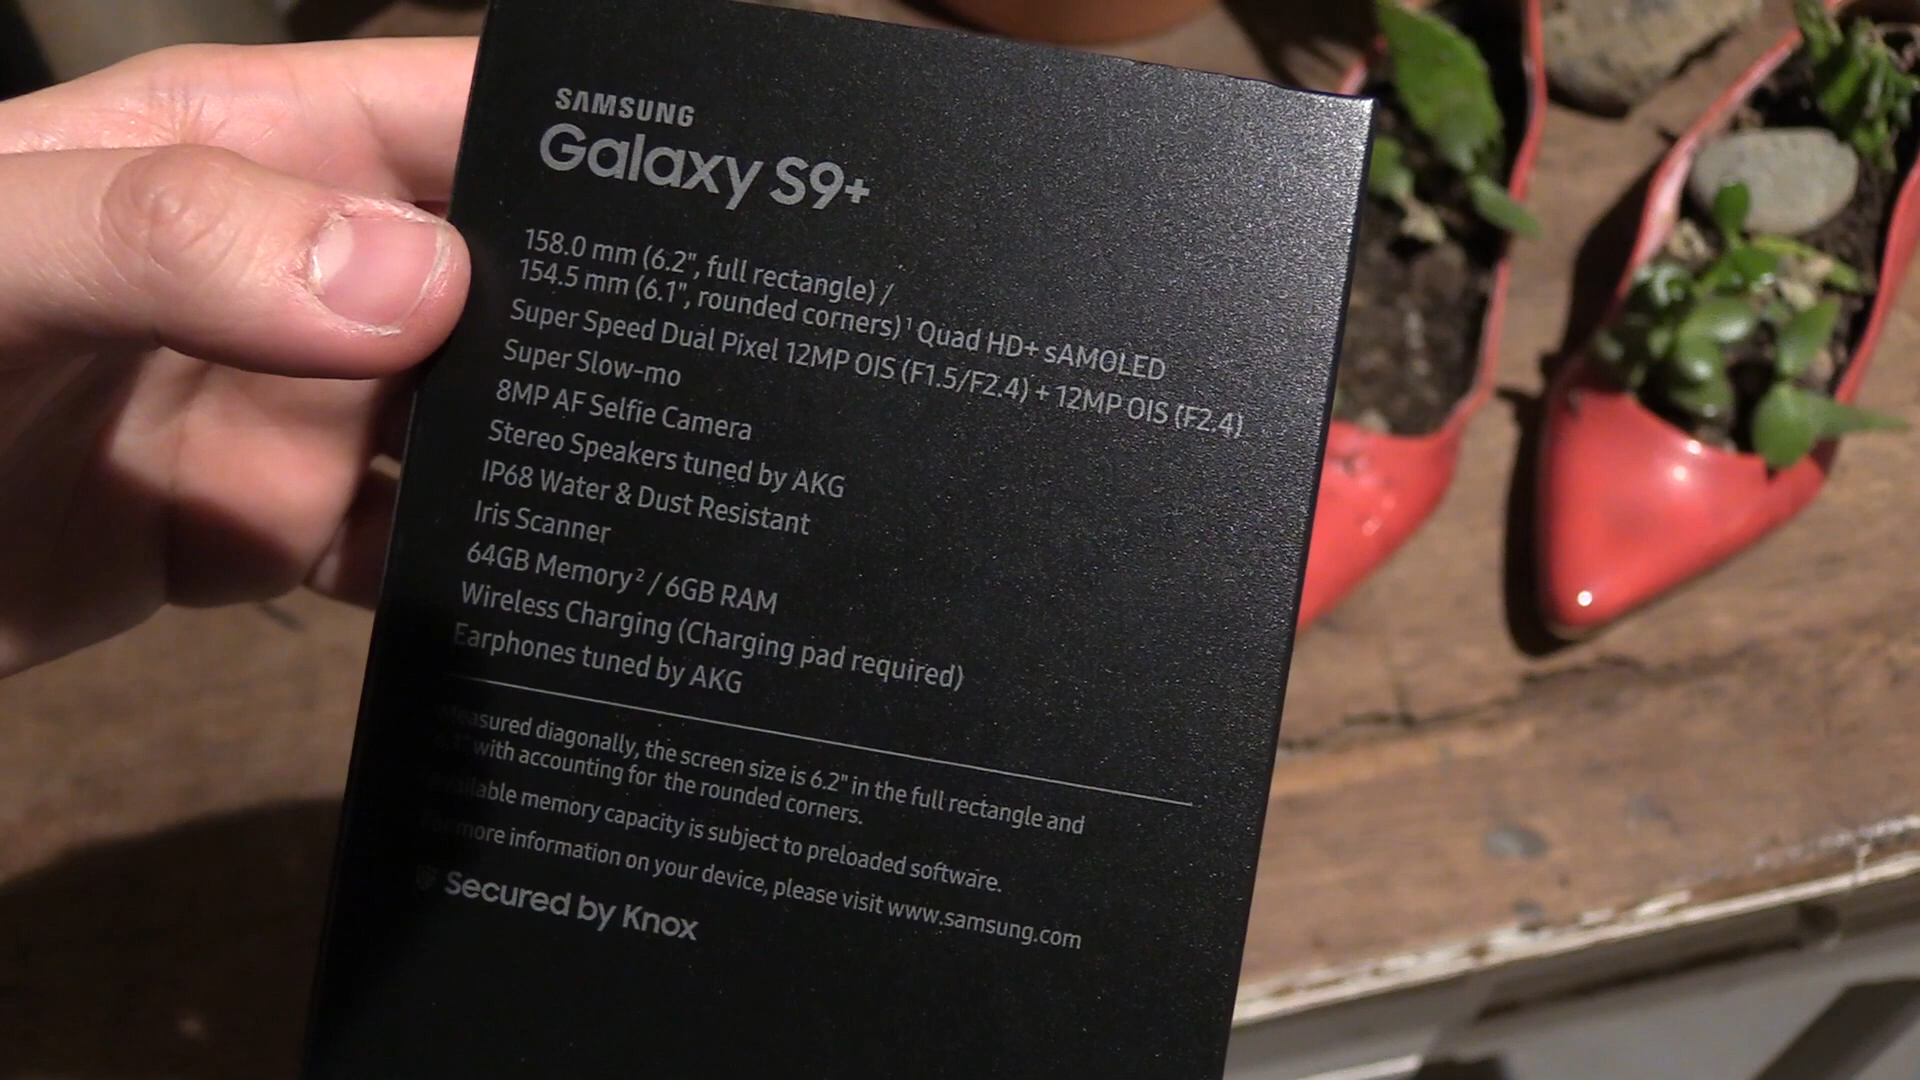 SAMSUNG
Galaxy S9+
158.0 mm (6.2", full rectangle) /
154.5 mm (6.1", rounded corners)¹ Quad HD+ sAMOLED
Super Speed Dual Pixel 12MP OIS (F1.5/F2.4) + 12MP OIS (F2.4)
Super Slow-mo
8MP AF Selfie Camera
Stereo Speakers tuned by AKG
IP68 Water & Dust Resistant
Iris Scanner
64GB Memory² / 6GB RAM
Wireless Charging (Charging pad required)
Earphones tuned by AKG
Measured diagonally, the screen size is 6.2" in the full rectangle and
with accounting for the rounded corners.
Available memory capacity is subject to preloaded software.
more information on your device, please visit www.samsung.com
Secured by Knox